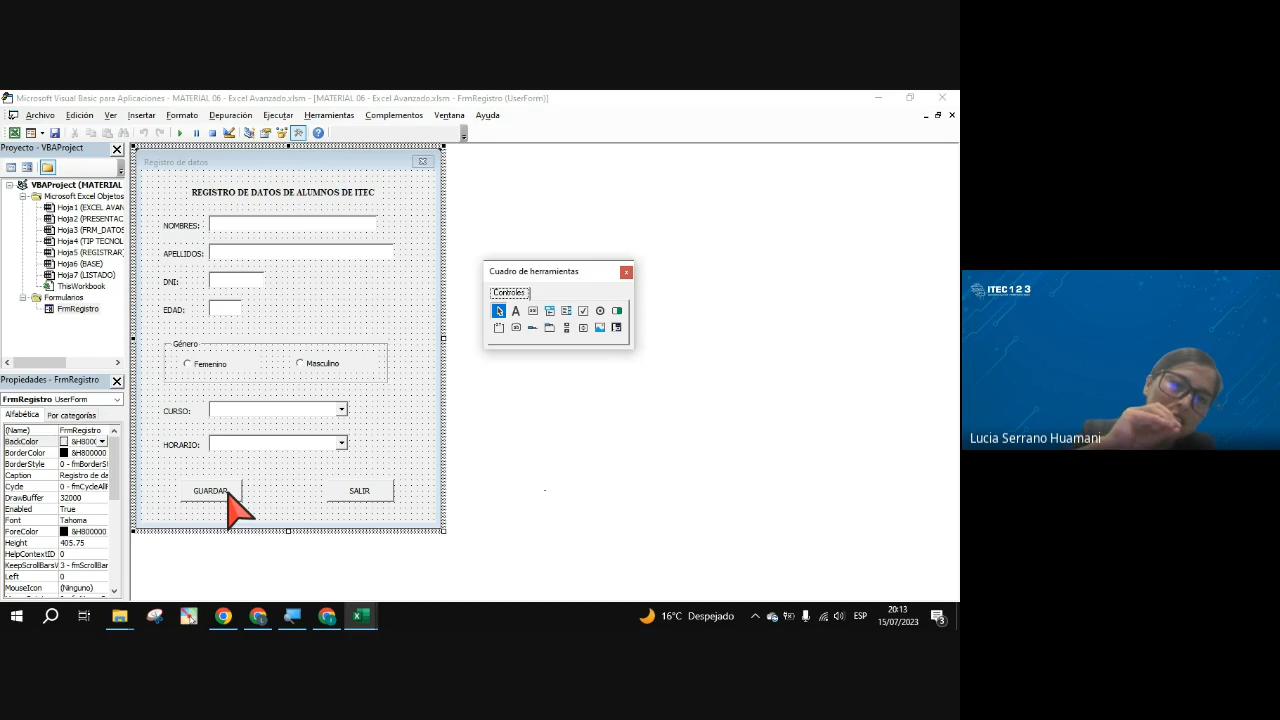 Microsoft Visual Basic para Aplicaciones - MATERIAL 06 - Excel Avanzado.xlsm - [MATERIAL 06 - Excel Avanzado.xlsm - FrmRegistro (UserForm)]
Archivo Edición Ver Insertar Formato Depuración Ejecutar Herramientas Complementos Ventana Ayuda
Proyecto - VBAProject
VBAProject (MATERIAL
Microsoft Excel Objetos
Hoja1 (EXCEL AVAN
Hoja2 (PRESENTAC
Hoja3 (FRM_DATOS
Hoja4 (TIP TECNOL
Hoja5 (REGISTRAR
Hoja6 (BASE)
Hoja7 (LISTADO)
ThisWorkbook
Formularios
FrmRegistro
Propiedades - FrmRegistro
FrmRegistro UserForm
Alfabética Por categorías
(Name) FrmRegistro
BackColor &H800(
BorderColor &H800000
BorderStyle 0 - fmBorderSt
Caption Registro de da
Cycle 0 - fmCycleAllF
DrawBuffer 32000
Enabled True
Font Tahoma
ForeColor &H800000
Height 405.75
HelpContextID 0
KeepScrollBarsV 3 - fmScrollBar
Left 0
MouseIcon (Ninguno)
Registro de datos
REGISTRO DE DATOS DE ALUMNOS DE ITEC
NOMBRES:
APELLIDOS:
DNI:
EDAD:
Género
Femenino Masculino
CURSO:
HORARIO:
GUARDAR SALIR
Cuadro de herramientas
Controles
ITEC 1 2 3
Lucia Serrano Huamani
16°C Despejado
ESP
20:13
15/07/2023
3